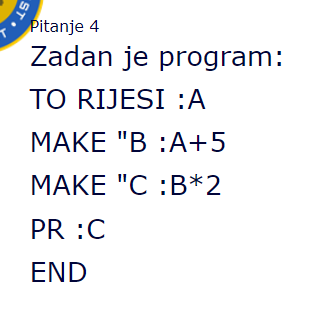 Pitanje 4
Zadan je program:
TO RIJESI :A
MAKE "B :A+5
MAKE "C :B*2
PR :C
END